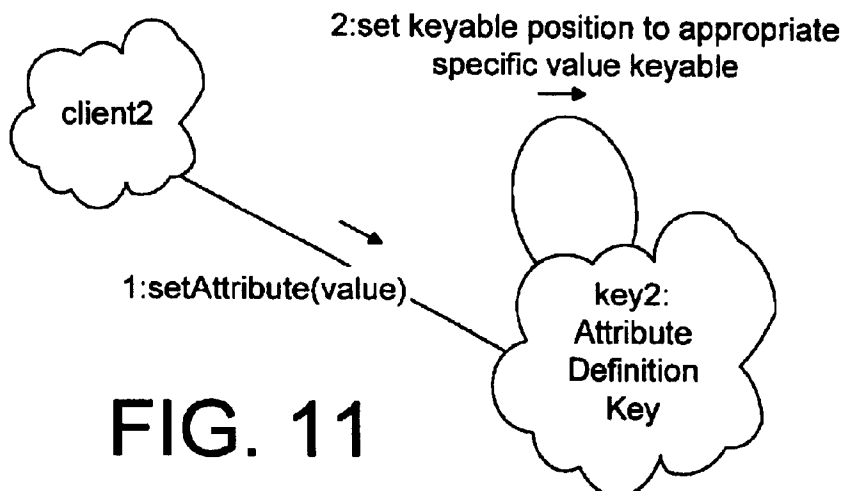 2:set keyable position to appropriate
specific value keyable
client2
1:setAttribute(value)
key2:
Attribute
Definition
Key
FIG. 11